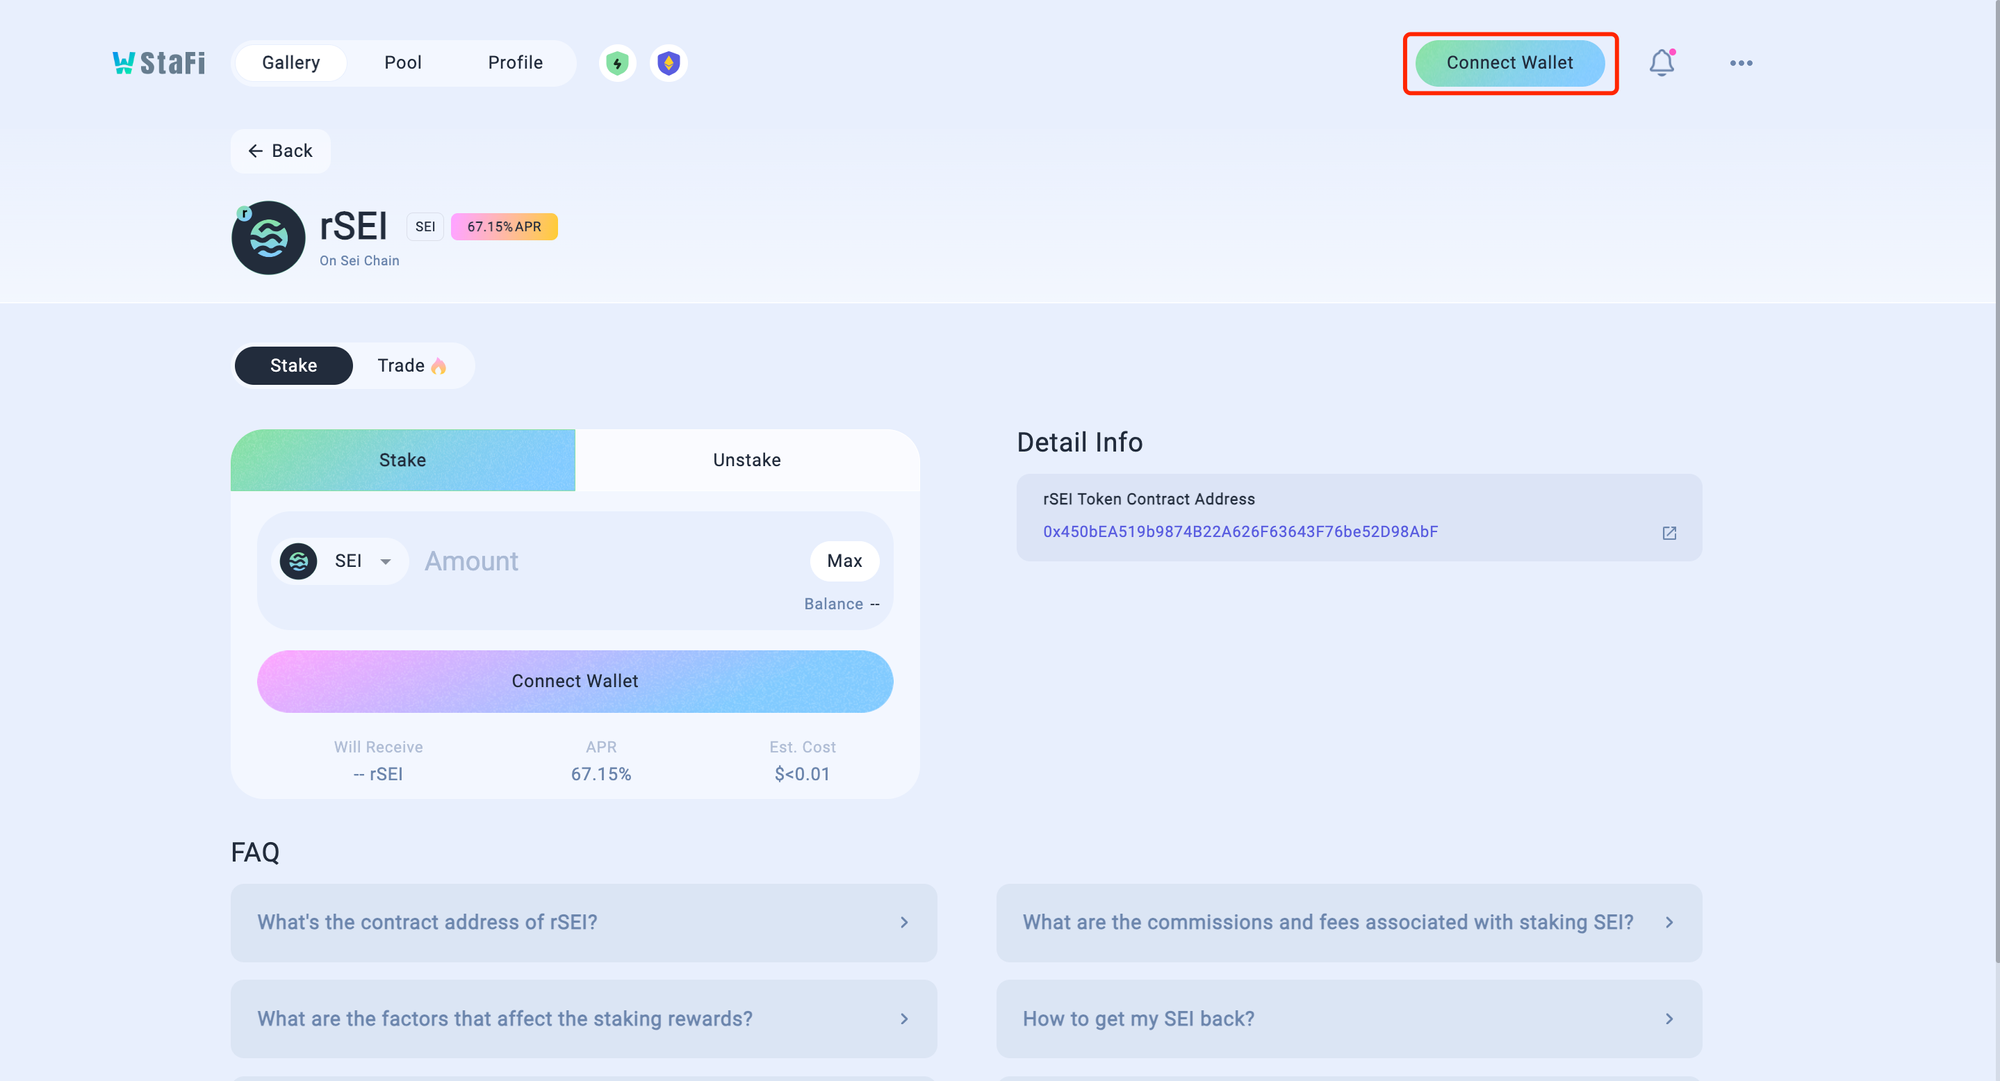 StaFi
Gallery
Pool
Profile
Connect Wallet
Back
r
rSEI
SEI
67.15% APR
On Sei Chain
Stake
Trade
Stake
Unstake
SEI
Amount
Max
Balance --
Connect Wallet
Will Receive
-- rSEI
APR
67.15%
Est. Cost
$<0.01
Detail Info
rSEI Token Contract Address
0x450bEA519b9874B22A626F63643F76be52D98AbF
FAQ
What's the contract address of rSEI?
What are the commissions and fees associated with staking SEI?
What are the factors that affect the staking rewards?
How to get my SEI back?